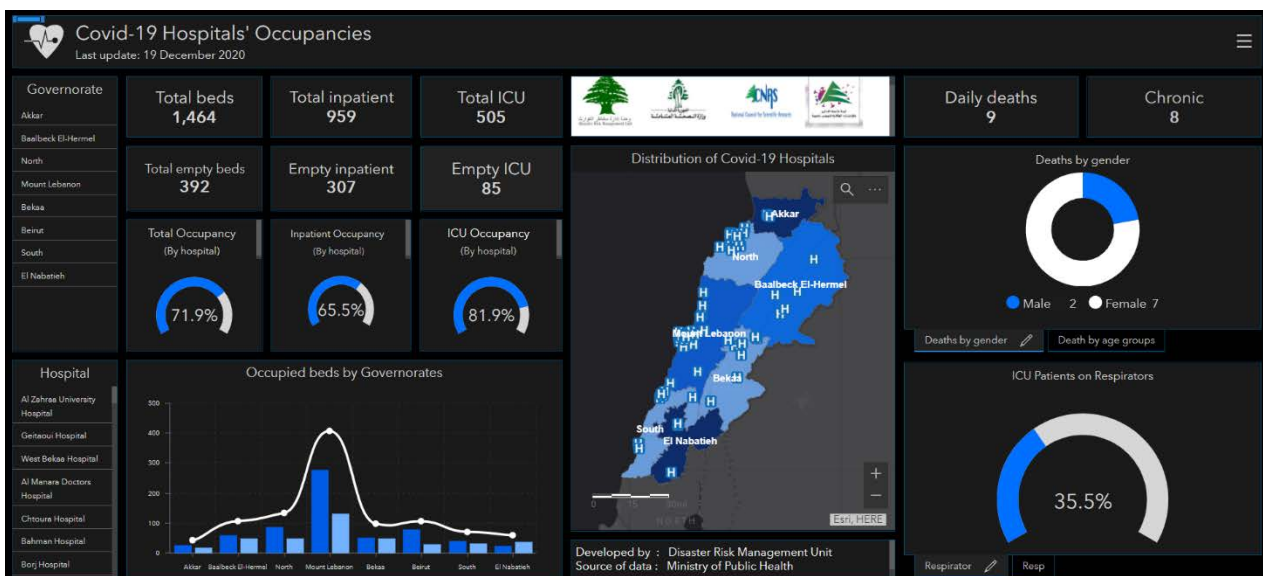 Covid-19 Hospitals' Occupancies
Last update: 19 December 2020
Governorate
Akkar
Baalbeck El-Hermel
North
Mount Lebanon
Bekaa
Beirut
South
El Nabatieh
Total beds
1,464
Total inpatient
959
Total ICU
505
Total empty beds
392
Empty inpatient
307
Empty ICU
85
Total Occupancy
(By hospital)
71.9%
Inpatient Occupancy
(By hospital)
65.5%
ICU Occupancy
(By hospital)
81.9%
Hospital
Al Zahraa University
Hospital
Geitaoui Hospital
West Bekaa Hospital
Al Manara Doctors
Hospital
Chtoura Hospital
Bahman Hospital
Borj Hospital
Occupied beds by Governorates
500
400
300
200
100
0
Akkar Baalbeck El-Hermel North Mount Lebanon Bekaa Beirut South El Nabatieh
CNRS
Distribution of Covid-19 Hospitals
Akkar
North
Baalbeck El-Hermel
Mount Lebanon
Bekaa
South
El Nabatieh
0 15 30mi
NORTH
Esri, HERE
Developed by : Disaster Risk Management Unit
Source of data : Ministry of Public Health
Daily deaths
9
Chronic
8
Deaths by gender
Male 2 Female 7
Deaths by gender Death by age groups
ICU Patients on Respirators
35.5%
Respirator Resp